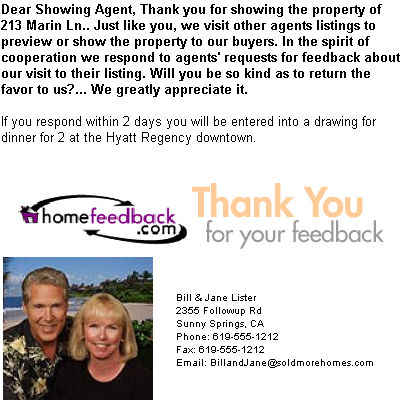 Dear Showing Agent, Thank you for showing the property of
213 Marin Ln.. Just like you, we visit other agents listings to
preview or show the property to our buyers. In the spirit of
cooperation we respond to agents' requests for feedback about
our visit to their listing. Will you be so kind as to return the
favor to us?... We greatly appreciate it.
If you respond within 2 days you will be entered into a drawing for
dinner for 2 at the Hyatt Regency downtown.
homefeedback
.com
Thank You
for your feedback
Bill & Jane Lister
2355 Followup Rd
Sunny Springs, CA
Phone: 619-555-1212
Fax: 619-555-1212
Email: BillandJane@soldmorehomes.com